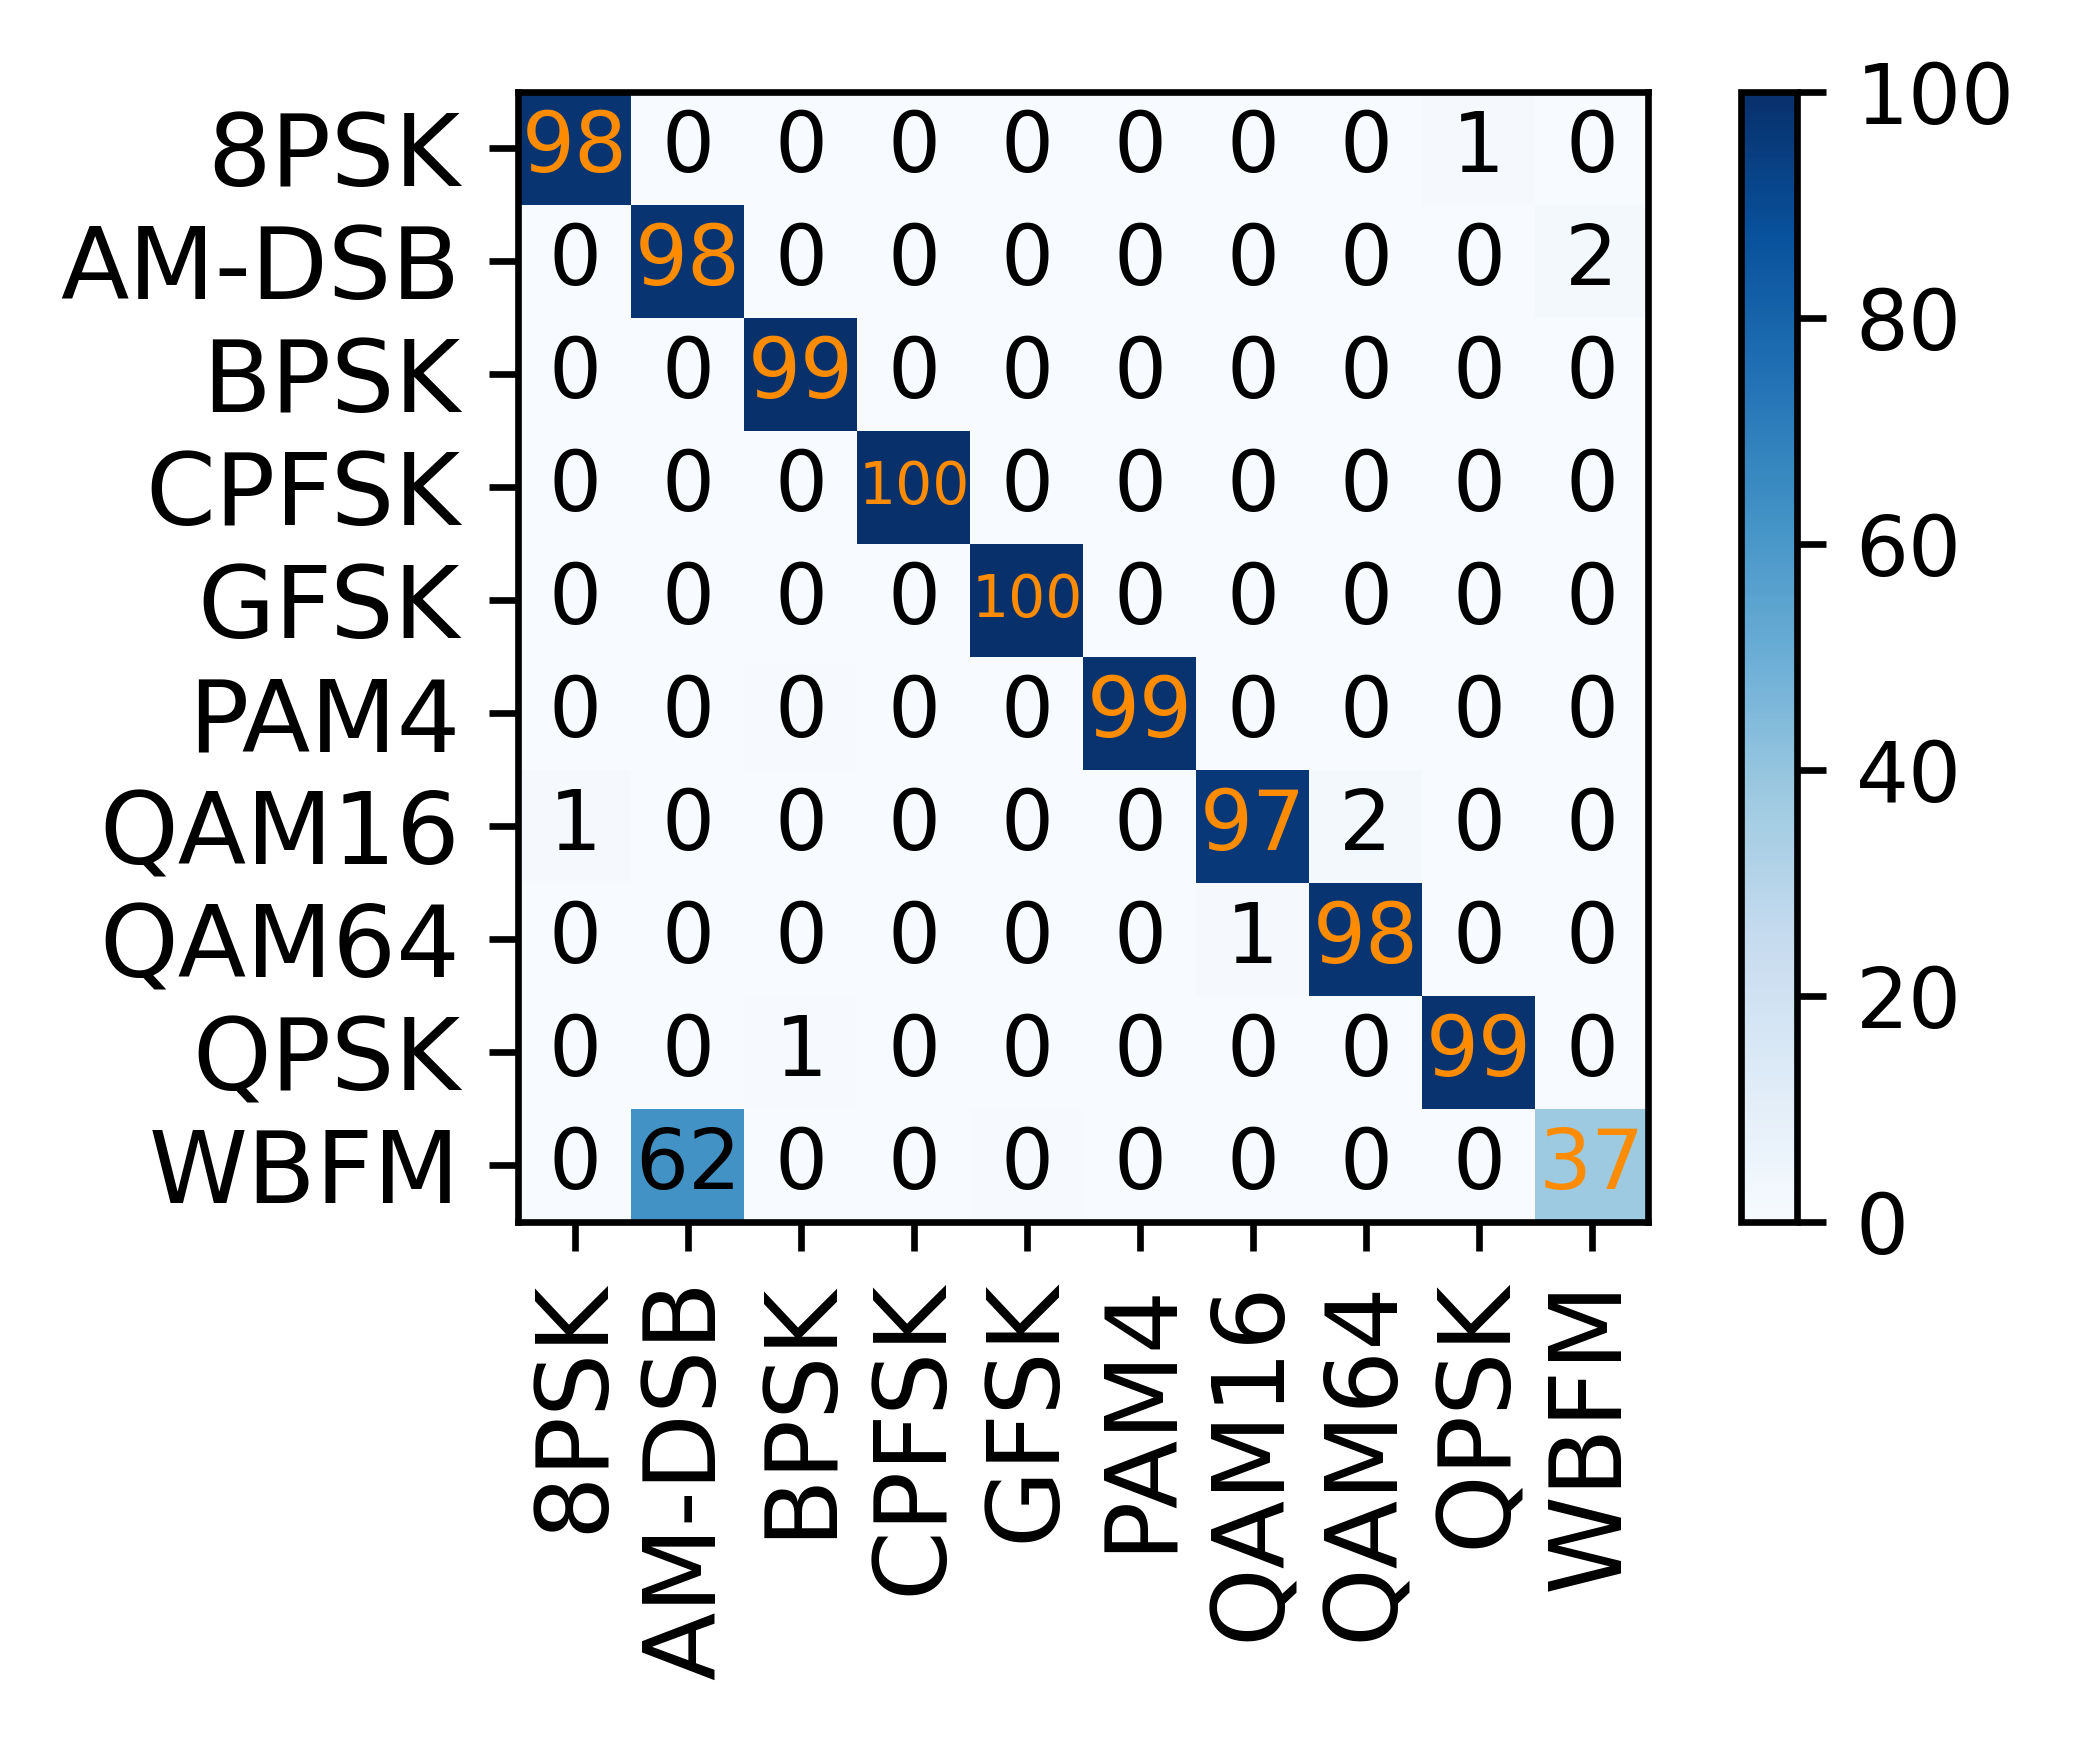 8PSK 98 0 0 0 0 0 0 0 1 0
AM-DSB 0 98 0 0 0 0 0 0 0 2
BPSK 0 0 99 0 0 0 0 0 0 0
CPFSK 0 0 0 100 0 0 0 0 0 0
GFSK 0 0 0 0 100 0 0 0 0 0
PAM4 0 0 0 0 0 99 0 0 0 0
QAM16 1 0 0 0 0 0 97 2 0 0
QAM64 0 0 0 0 0 0 1 98 0 0
QPSK 0 0 1 0 0 0 0 0 99 0
WBFM 0 62 0 0 0 0 0 0 0 37
8PSK AM-DSB BPSK CPFSK GFSK PAM4 QAM16 QAM64 QPSK WBFM
100
80
60
40
20
0